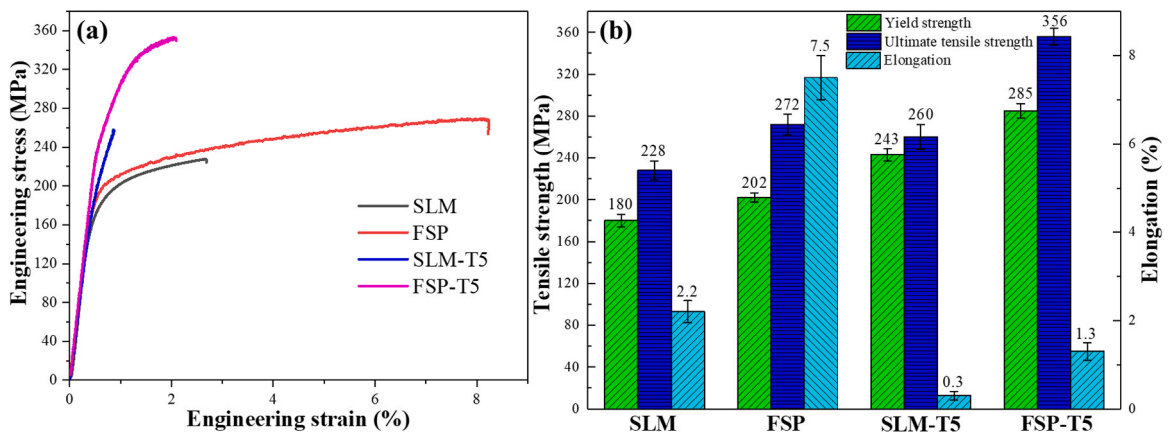 (a)
Engineering stress (MPa)
360
320
280
240
200
160
120
80
40
0
SLM
FSP
SLM-T5
FSP-T5
0 2 4 6 8
Engineering strain (%)
(b)
Yield strength
Ultimate tensile strength
Elongation
Tensile strength (MPa)
360
320
280
240
200
160
120
80
40
0
180
228
2.2
202
272
7.5
243
260
0.3
285
356
1.3
SLM FSP SLM-T5 FSP-T5
8
6
4
2
0
Elongation (%)